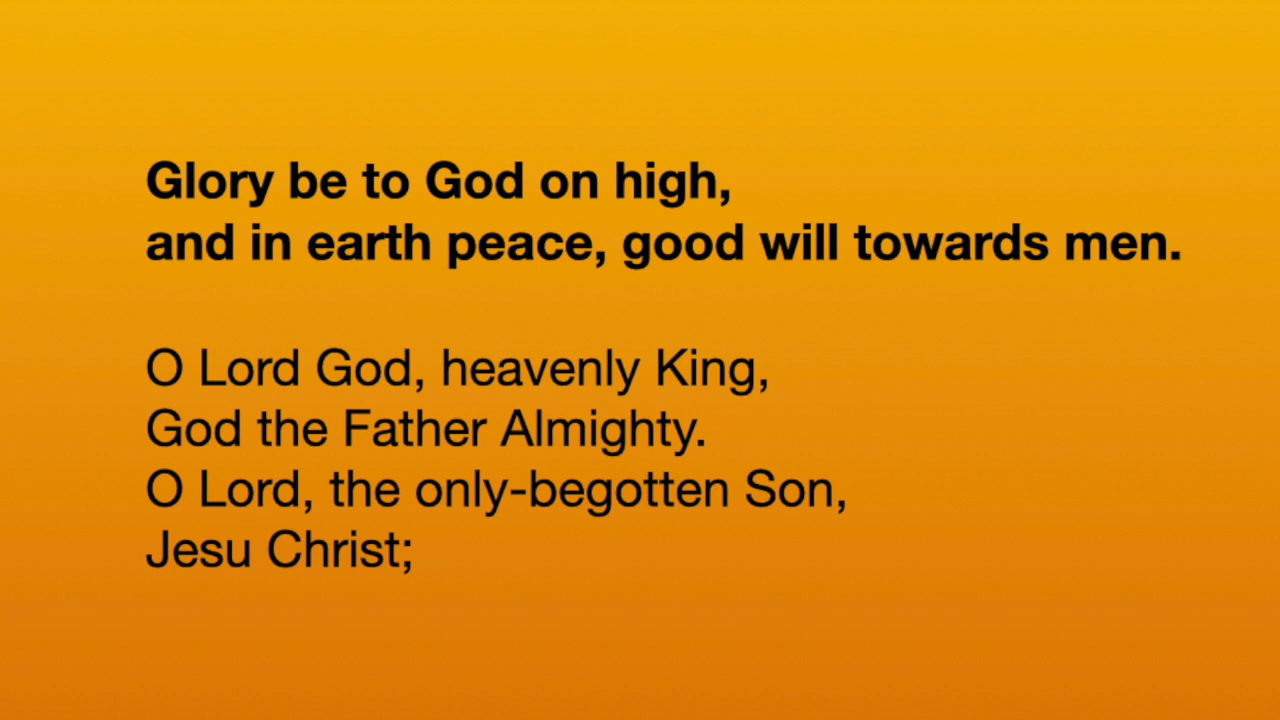 Glory be to God on high,
and in earth peace, good will towards men.
O Lord God, heavenly King,
God the Father Almighty.
O Lord, the only-begotten Son,
Jesu Christ;